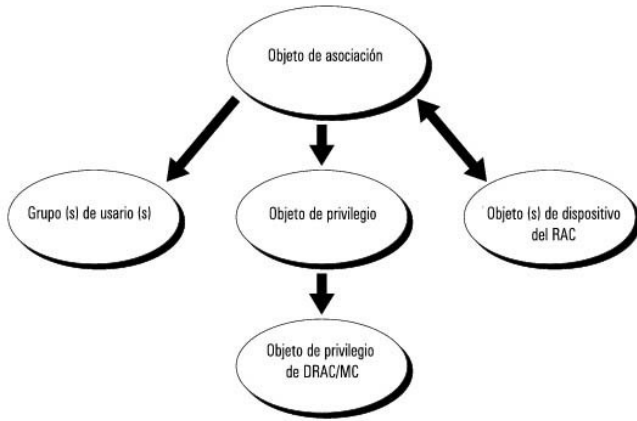 Objeto de asociación
Grupo (s) de usario (s)
Objeto de privilegio
Objeto (s) de dispotivo
del RAC
Objeto de privilegio
de DRAC/MC